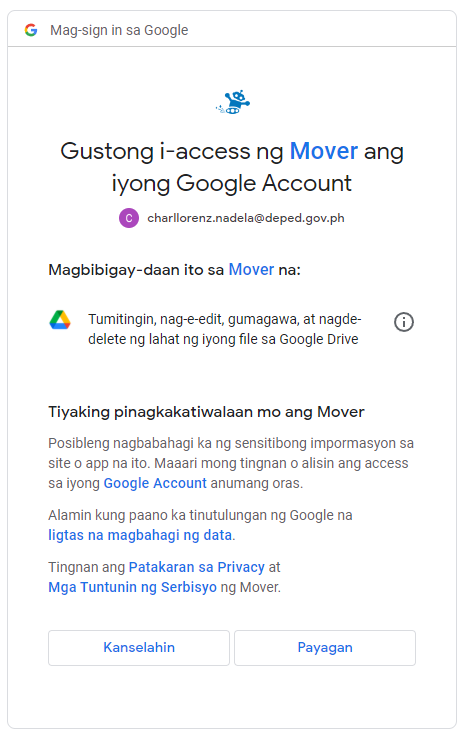 Mag-sign in sa Google
Gustong i-access ng Mover ang
iyong Google Account
C
charllorenz.nadela@deped.gov.ph
Magbibigay-daan ito sa Mover na:
Tumitingin, nag-e-edit, gumagawa, at nagde-
delete ng lahat ng iyong file sa Google Drive
Tiyaking pinagkakatiwalaan mo ang Mover
Posibleng nagbabahagi ka ng sensitibong impormasyon sa
site o app na ito. Maaari mong tingnan o alisin ang access
sa iyong Google Account anumang oras.
Alamin kung paano ka tinutulungan ng Google na
ligtas na magbahagi ng data.
Tingnan ang Patakaran sa Privacy at
Mga Tuntunin ng Serbisyo ng Mover.
Kanselahin
Payagan